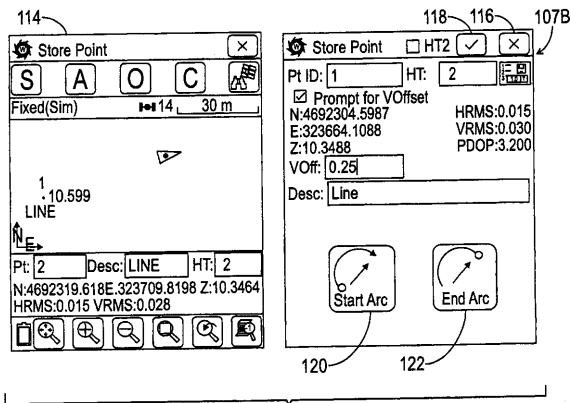 114
Store Point
S A O C
Fixed(Sim) 14 30 m
1
10.599
LINE
N
E
Pt: 2 Desc: LINE HT: 2
N:4692319.618E.323709.8198 Z:10.3464
HRMS:0.015 VRMS:0.028
118 116 107B
Store Point HT2
Pt ID: 1 HT: 2
Prompt for VOffset
N:4692304.5987 HRMS:0.015
E:323664.1088 VRMS:0.030
Z:10.3488 PDOP:3.200
VOff: 0.25
Desc: Line
Start Arc End Arc
120 122